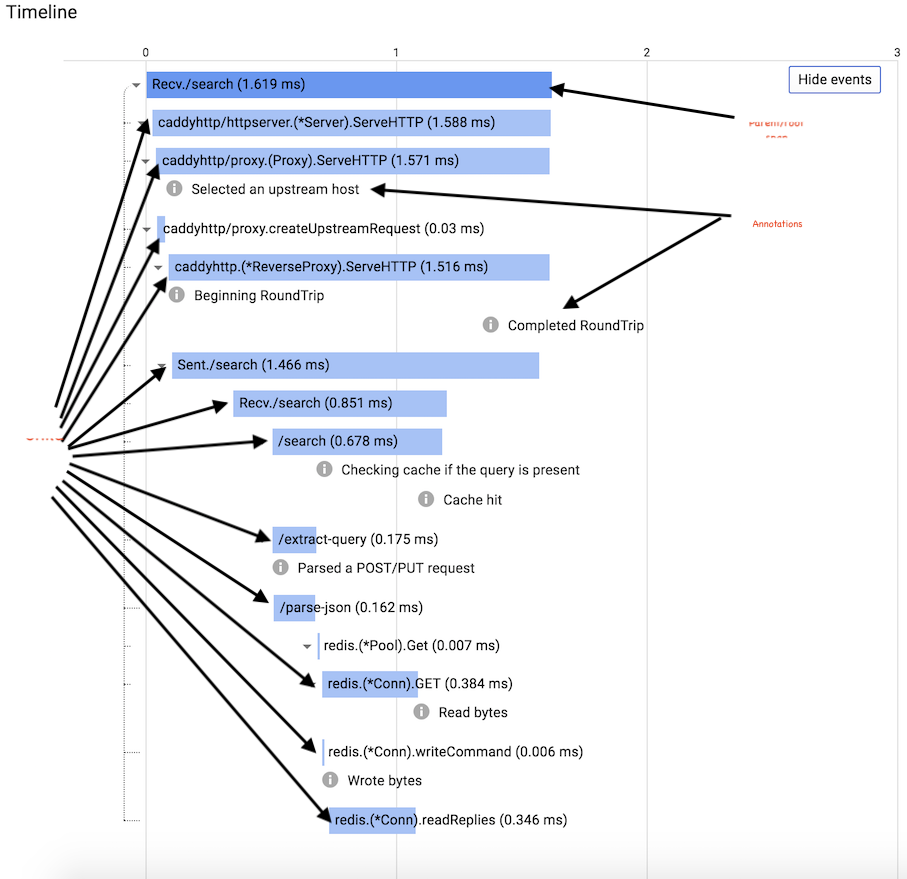 Timeline
0 1 2 3
Recv./search (1.619 ms)
Hide events
caddyhttp/httpserver.(*Server).ServeHTTP (1.588 ms)
caddyhttp/proxy.(Proxy).ServeHTTP (1.571 ms)
Selected an upstream host
Annotations
caddyhttp/proxy.createUpstreamRequest (0.03 ms)
caddyhttp.(*ReverseProxy).ServeHTTP (1.516 ms)
Beginning RoundTrip
Completed RoundTrip
Sent./search (1.466 ms)
Recv./search (0.851 ms)
/search (0.678 ms)
Checking cache if the query is present
Cache hit
/extract-query (0.175 ms)
Parsed a POST/PUT request
/parse-json (0.162 ms)
redis.(*Pool).Get (0.007 ms)
redis.(*Conn).GET (0.384 ms)
Read bytes
redis.(*Conn).writeCommand (0.006 ms)
Wrote bytes
redis.(*Conn).readReplies (0.346 ms)